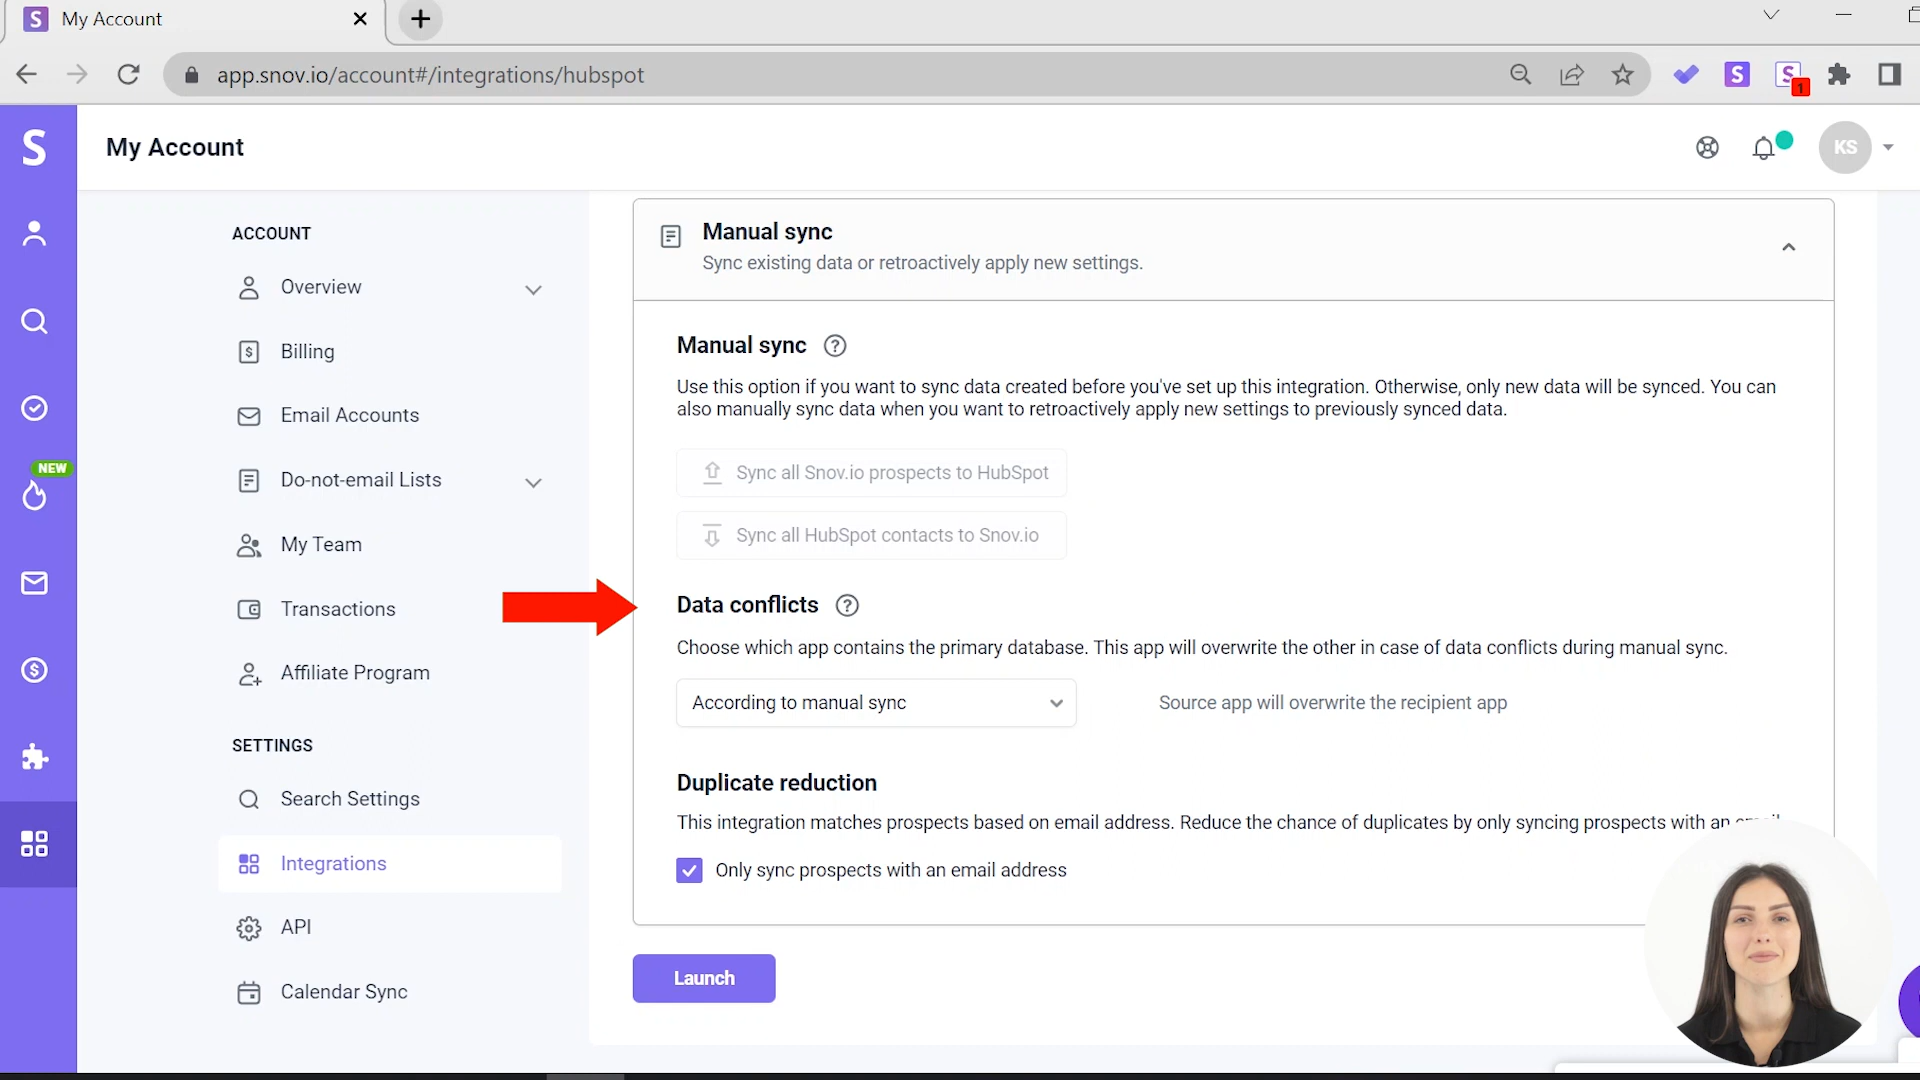 S My Account
app.snov.io/account#/integrations/hubspot
S
S
1
S
My Account
KS
NEW
ACCOUNT
Overview
Billing
Email Accounts
Do-not-email Lists
My Team
Transactions
Affiliate Program
SETTINGS
Search Settings
Integrations
API
Calendar Sync
Manual sync
Sync existing data or retroactively apply new settings.
Manual sync ?
Use this option if you want to sync data created before you've set up this integration. Otherwise, only new data will be synced. You can
also manually sync data when you want to retroactively apply new settings to previously synced data.
Sync all Snov.io prospects to HubSpot
Sync all HubSpot contacts to Snov.io
Data conflicts ?
Choose which app contains the primary database. This app will overwrite the other in case of data conflicts during manual sync.
According to manual sync
Source app will overwrite the recipient app
Duplicate reduction
This integration matches prospects based on email address. Reduce the chance of duplicates by only syncing prospects with an
Only sync prospects with an email address
Launch